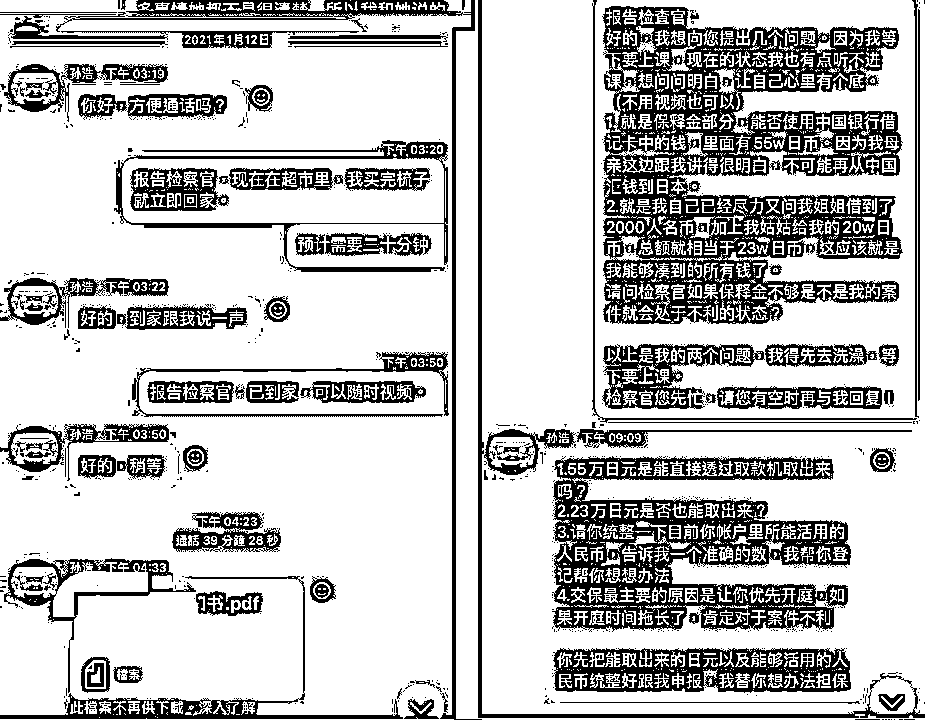 多事情她都不是很清楚，所以我和她说的
2021年1月12日
孙浩 下午 03:19
你好，方便通话吗？
下午 03:20
报告检察官，现在在超市里，我买完梳子
就立即回家。
预计需要二十分钟
孙浩 下午 03:22
好的，到家跟我说一声
下午 03:50
报告检察官，已到家，可以随时视频。
孙浩 下午 03:50
好的，稍等
下午 04:23
通話 39 分鐘 28 秒
孙浩 下午 04:33
书.pdf
檔案
此檔案不再供下載。深入了解
报告检查官，
好的，我想向您提出几个问题。因为我等
下要上课，现在的状态我也有点听不进
课，想问问明白，让自己心里有个底。
（不用视频也可以）
1.就是保释金部分，能否使用中国银行借
记卡中的钱，里面有55w日币。因为我母
亲这边跟我讲得很明白，不可能再从中国
汇钱到日本。
2.就是我自己已经尽力又问我姐姐借到了
2000人名币，加上我姑姑给我的20w日
币，总额就相当于23w日币，这应该就是
我能够凑到的所有钱了。
请问检察官如果保释金不够是不是我的案
件就会处于不利的状态？
以上是我的两个问题，我得先去洗澡，等
下要上课。
检察官您先忙，请您有空时再与我回复！
孙浩 下午 09:09
1.55万日元是能直接透过取款机取出来
吗？
2.23万日元是否也能取出来？
3.请你统整一下目前你帐户里所能活用的
人民币，告诉我一个准确的数，我帮你登
记帮你想想办法
4.交保最主要的原因是让你优先开庭，如
果开庭时间拖长了，肯定对于案件不利
你先把能取出来的日元以及能够活用的人
民币统整好跟我申报，我替你想办法担保